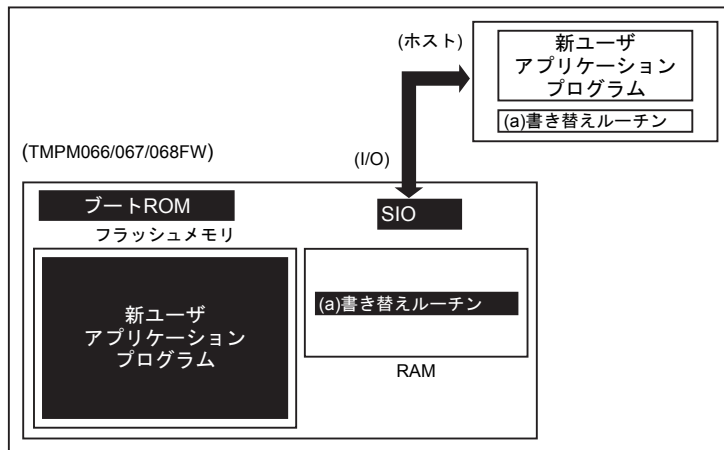 (ホスト)
新ユーザ
アプリケーション
プログラム
(a)書き替えルーチン
(I/O)
(TMPM066/067/068FW)
ブートROM
SIO
フラッシュメモリ
新ユーザ
アプリケーション
プログラム
(a)書き替えルーチン
RAM